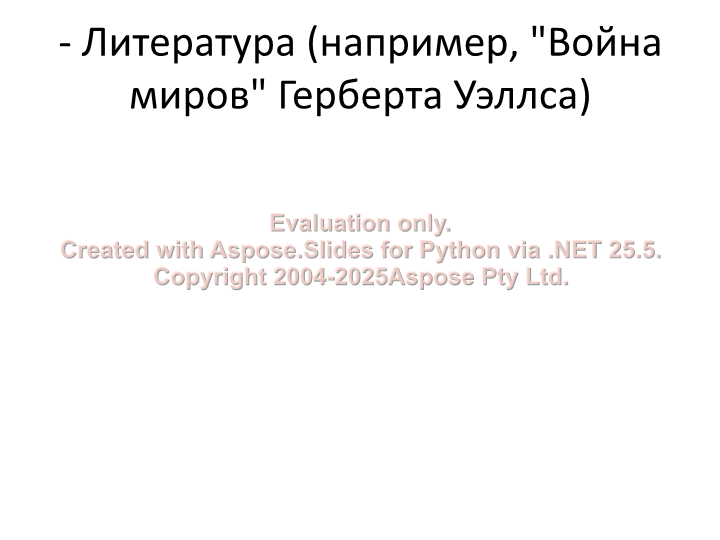 - Литература (например, "Война
миров" Герберта Уэллса)
Evaluation only.
Created with Aspose.Slides for Python via .NET 25.5.
Copyright 2004-2025Aspose Pty Ltd.